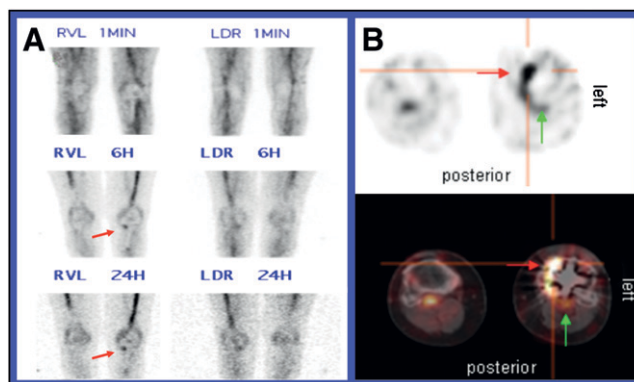 A
RVL 1MIN
LDR 1MIN
RVL 6H
LDR 6H
RVL 24H
LDR 24H
B
left
posterior
left
posterior